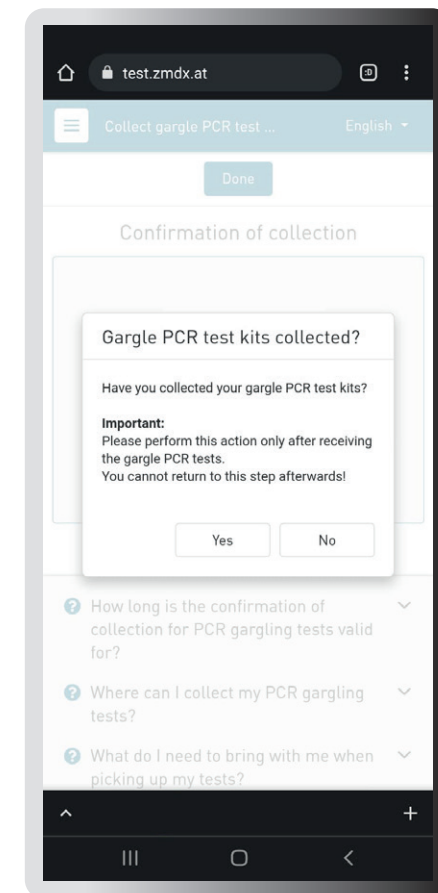 test.zmdx.at
:D
Collect gargle PCR test ...
English
Done
Confirmation of collection
Gargle PCR test kits collected?
Have you collected your gargle PCR test kits?
Important:
Please perform this action only after receiving
the gargle PCR tests.
You cannot return to this step afterwards!
Yes
No
How long is the confirmation of
collection for PCR gargling tests valid
for?
Where can I collect my PCR gargling
tests?
What do I need to bring with me when
picking up my tests?